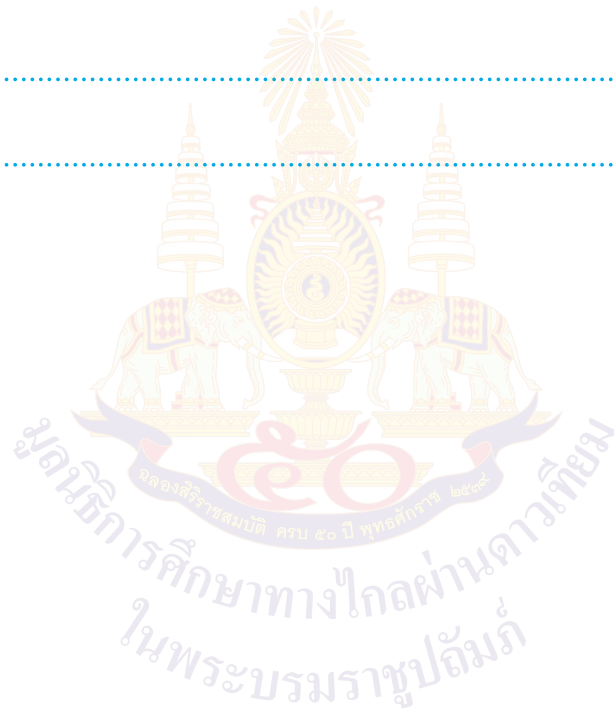 ๕๐
ฉลองสิริราชสมบัติ ครบ ๕๐ ปี พุทธศักราช ๒๕๓๙
มูลนิธิการศึกษาทางไกลผ่านดาวเทียม
ในพระบรมราชูปถัมภ์